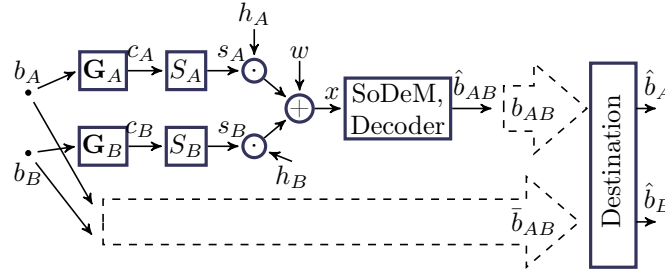 h_A
b_A G_A c_A S_A s_A w
x SoDeM, Decoder b̂_AB b_AB b̂_A
b_B G_B c_B S_B s_B h_B
b̄_AB Destination b̂_B